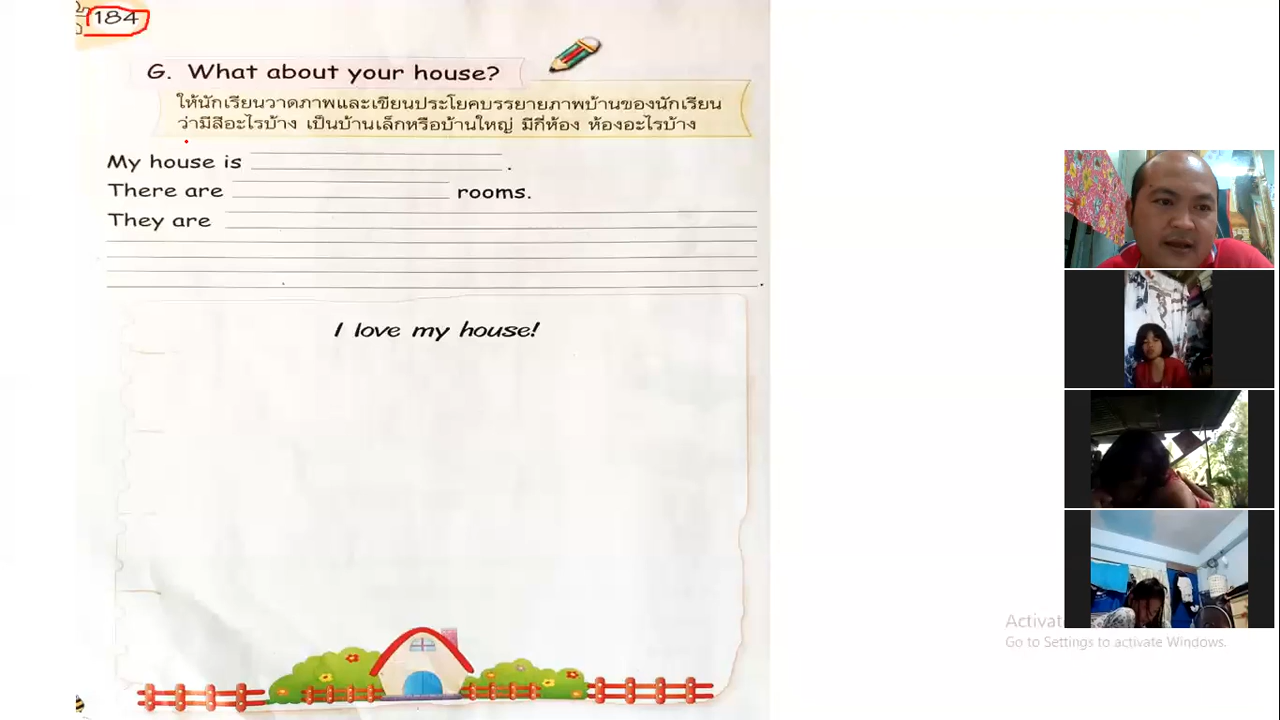 184
G. What about your house?
ให้นักเรียนวาดภาพและเขียนประโยคบรรยายภาพบ้านของนักเรียน
ว่ามีสีอะไรบ้าง เป็นบ้านเล็กหรือบ้านใหญ่ มีกี่ห้อง ห้องอะไรบ้าง
My house is .
There are rooms.
They are .
I love my house!
Activat
Go to Settings to activate Windows.